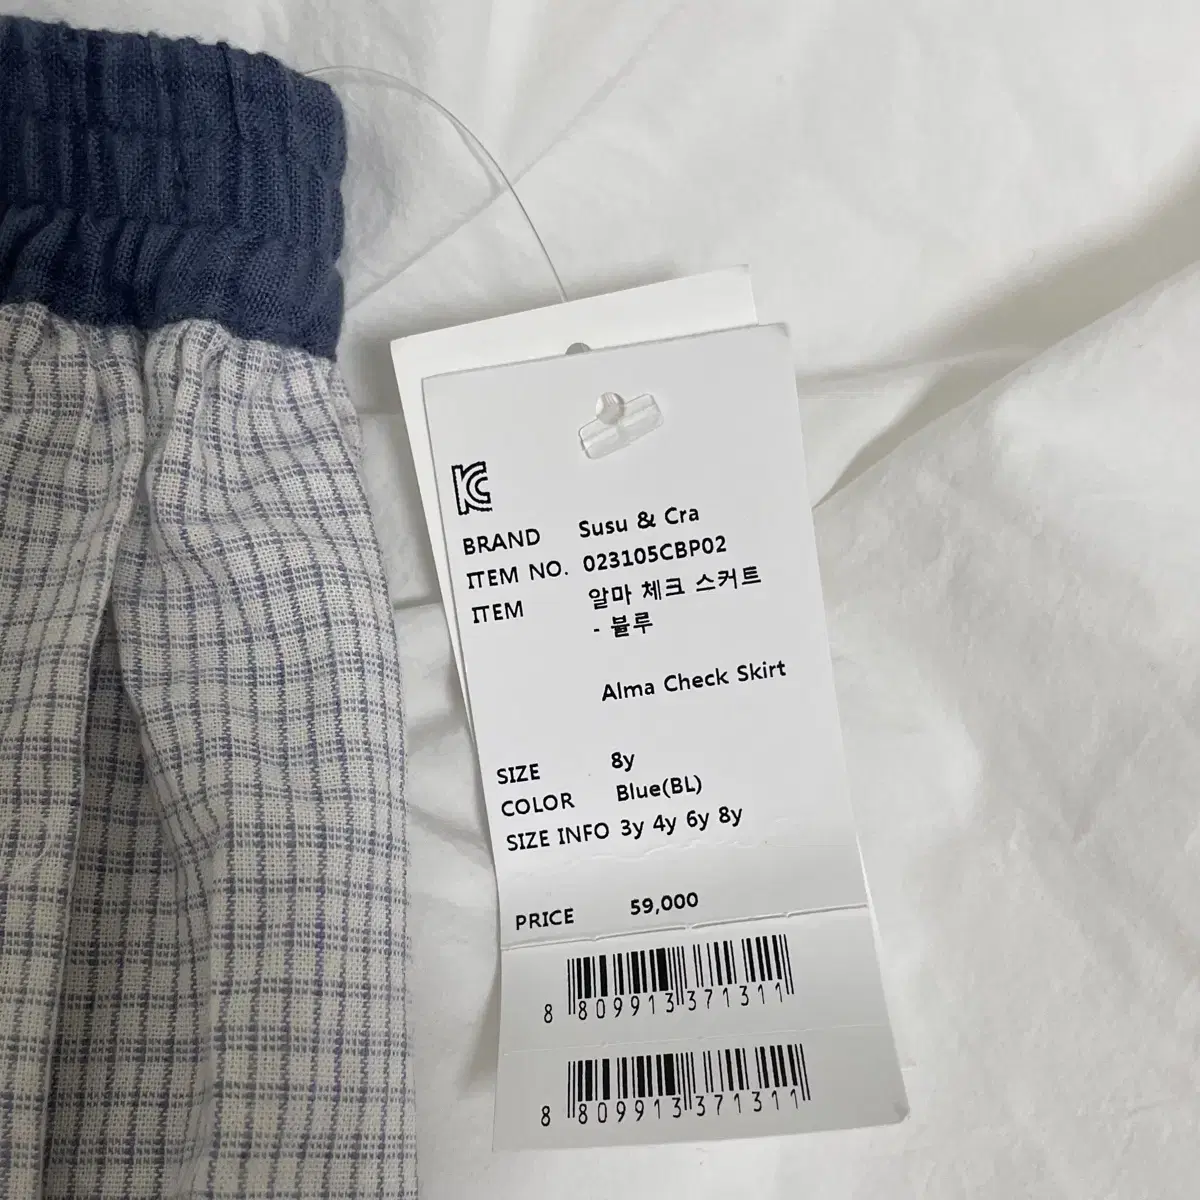 KC
BRAND Susu & Cra
ITEM NO. 023105CBP02
ITEM 알마 체크 스커트
- 블루
Alma Check Skirt
SIZE 8y
COLOR Blue(BL)
SIZE INFO 3y 4y 6y 8y
PRICE 59,000
8 809913 371311
8 809913 371311